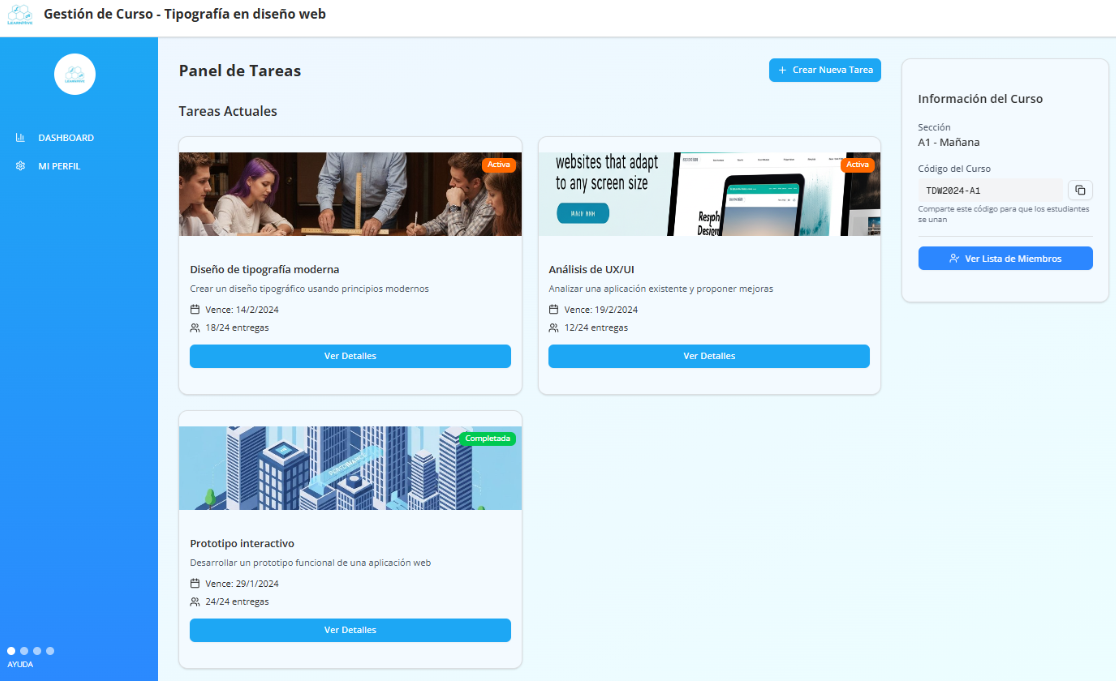 Gestión de Curso - Tipografía en diseño web
DASHBOARD
MI PERFIL
AYUDA
Panel de Tareas
Crear Nueva Tarea
Tareas Actuales
Activa
Diseño de tipografía moderna
Crear un diseño tipográfico usando principios modernos
Vence: 14/2/2024
18/24 entregas
Ver Detalles
websites that adapt
to any screen size
Activa
Análisis de UX/UI
Analizar una aplicación existente y proponer mejoras
Vence: 19/2/2024
12/24 entregas
Ver Detalles
Completada
Prototipo interactivo
Desarrollar un prototipo funcional de una aplicación web
Vence: 29/1/2024
24/24 entregas
Ver Detalles
Información del Curso
Sección
A1 - Mañana
Código del Curso
TDW2024-A1
Comparte este código para que los estudiantes
se unan
Ver Lista de Miembros